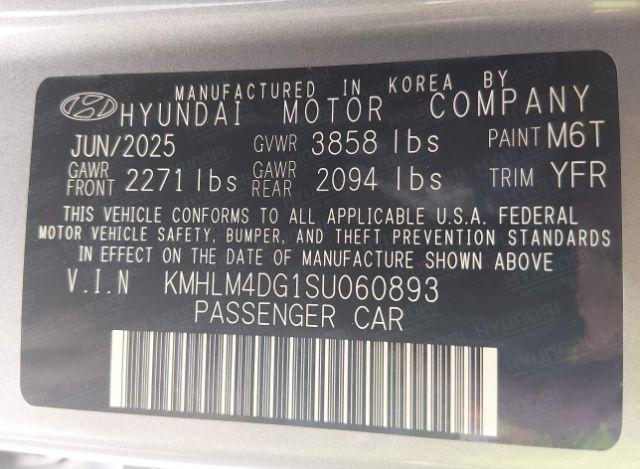 MANUFACTURED IN KOREA BY
HYUNDAI MOTOR COMPANY
JUN/2025 GVWR 3858 lbs PAINT M6T
GAWR FRONT 2271 lbs GAWR REAR 2094 lbs TRIM YFR
THIS VEHICLE CONFORMS TO ALL APPLICABLE U.S.A. FEDERAL
MOTOR VEHICLE SAFETY, BUMPER, AND THEFT PREVENTION STANDARDS
IN EFFECT ON THE DATE OF MANUFACTURE SHOWN ABOVE
V.I.N KMHLM4DG1SU060893
PASSENGER CAR